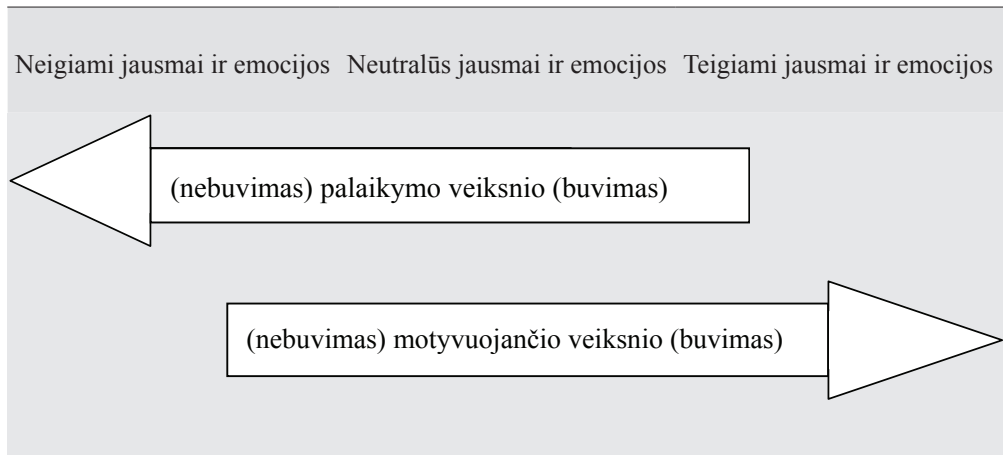 Neigiami jausmai ir emocijos Neutralūs jausmai ir emocijos Teigiami jausmai ir emocijos
(nebuvimas) palaikymo veiksnio (buvimas)
(nebuvimas) motyvuojančio veiksnio (buvimas)